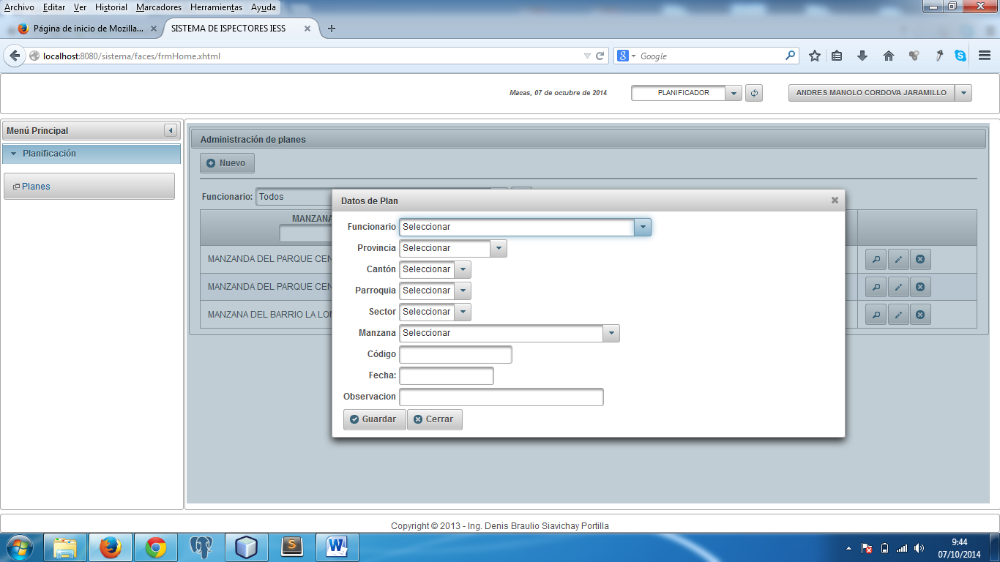 Archivo Editar Ver Historial Marcadores Herramientas Ayuda
Página de inicio de Mozilla... SISTEMA DE ISPECTORES IESS
localhost:8080/sistema/faces/frmHome.xhtml Google
Macas, 07 de octubre de 2014 PLANIFICADOR ANDRES MANOLO CORDOVA JARAMILLO
Menú Principal
Planificación
Planes
Administración de planes
Nuevo
Funcionario: Todos
MANZANA
MANZANDA DEL PARQUE CEN
MANZANDA DEL PARQUE CEN
MANZANA DEL BARRIO LA LOM
Datos de Plan
Funcionario Seleccionar
Provincia Seleccionar
Cantón Seleccionar
Parroquia Seleccionar
Sector Seleccionar
Manzana Seleccionar
Código
Fecha:
Observacion
Guardar Cerrar
Copyright © 2013 - Ing. Denis Braulio Siavichay Portilla
9:44
07/10/2014